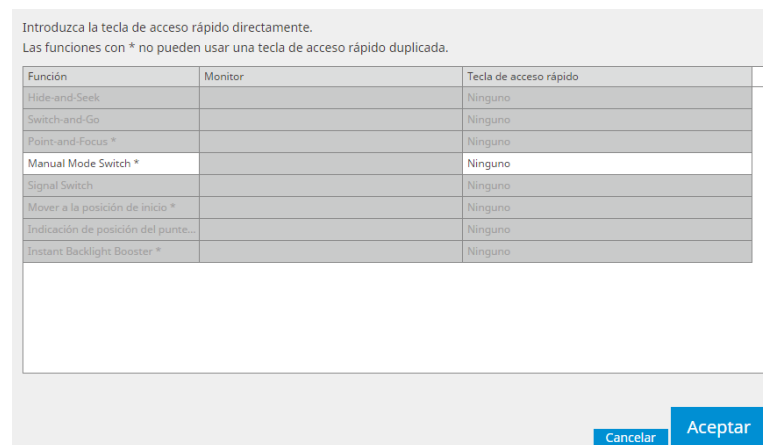 Introduzca la tecla de acceso rápido directamente.
Las funciones con * no pueden usar una tecla de acceso rápido duplicada.
Función Monitor Tecla de acceso rápido
Hide-and-Seek Ninguno
Switch-and-Go Ninguno
Point-and-Focus * Ninguno
Manual Mode Switch * Ninguno
Signal Switch Ninguno
Mover a la posición de inicio * Ninguno
Indicación de posición del punte... Ninguno
Instant Backlight Booster * Ninguno
Cancelar Aceptar